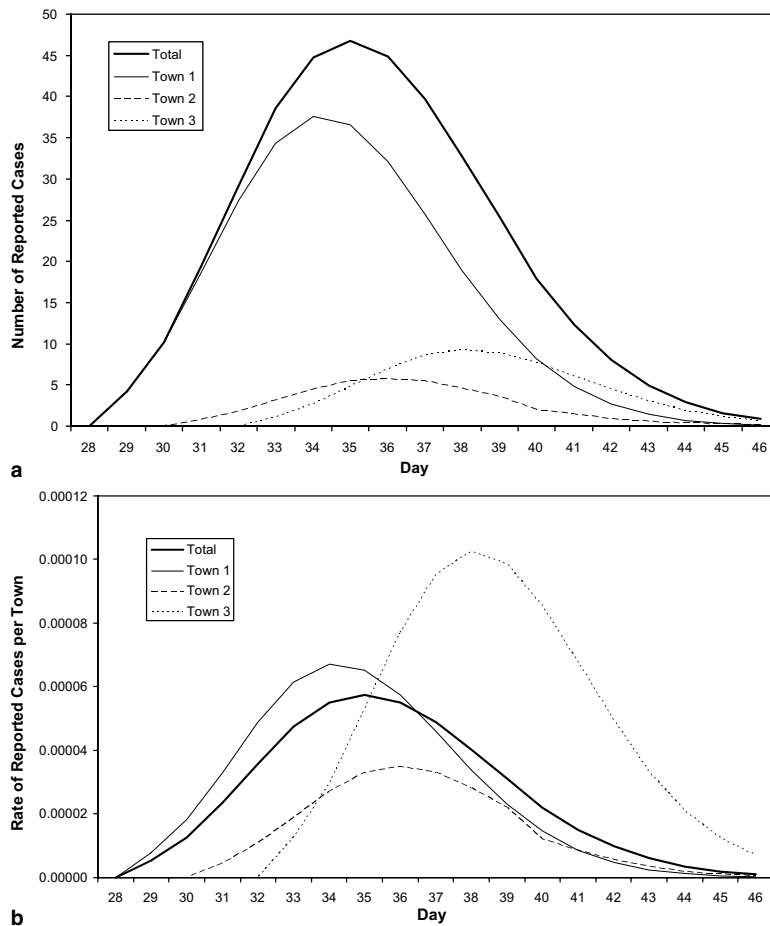 50
45
40
35
30
25
20
15
10
5
0
Number of Reported Cases
Total
Town 1
Town 2
Town 3
28 29 30 31 32 33 34 35 36 37 38 39 40 41 42 43 44 45 46
Day
a
0.00012
0.00010
0.00008
0.00006
0.00004
0.00002
0.00000
Rate of Reported Cases per Town
Total
Town 1
Town 2
Town 3
28 29 30 31 32 33 34 35 36 37 38 39 40 41 42 43 44 45 46
Day
b